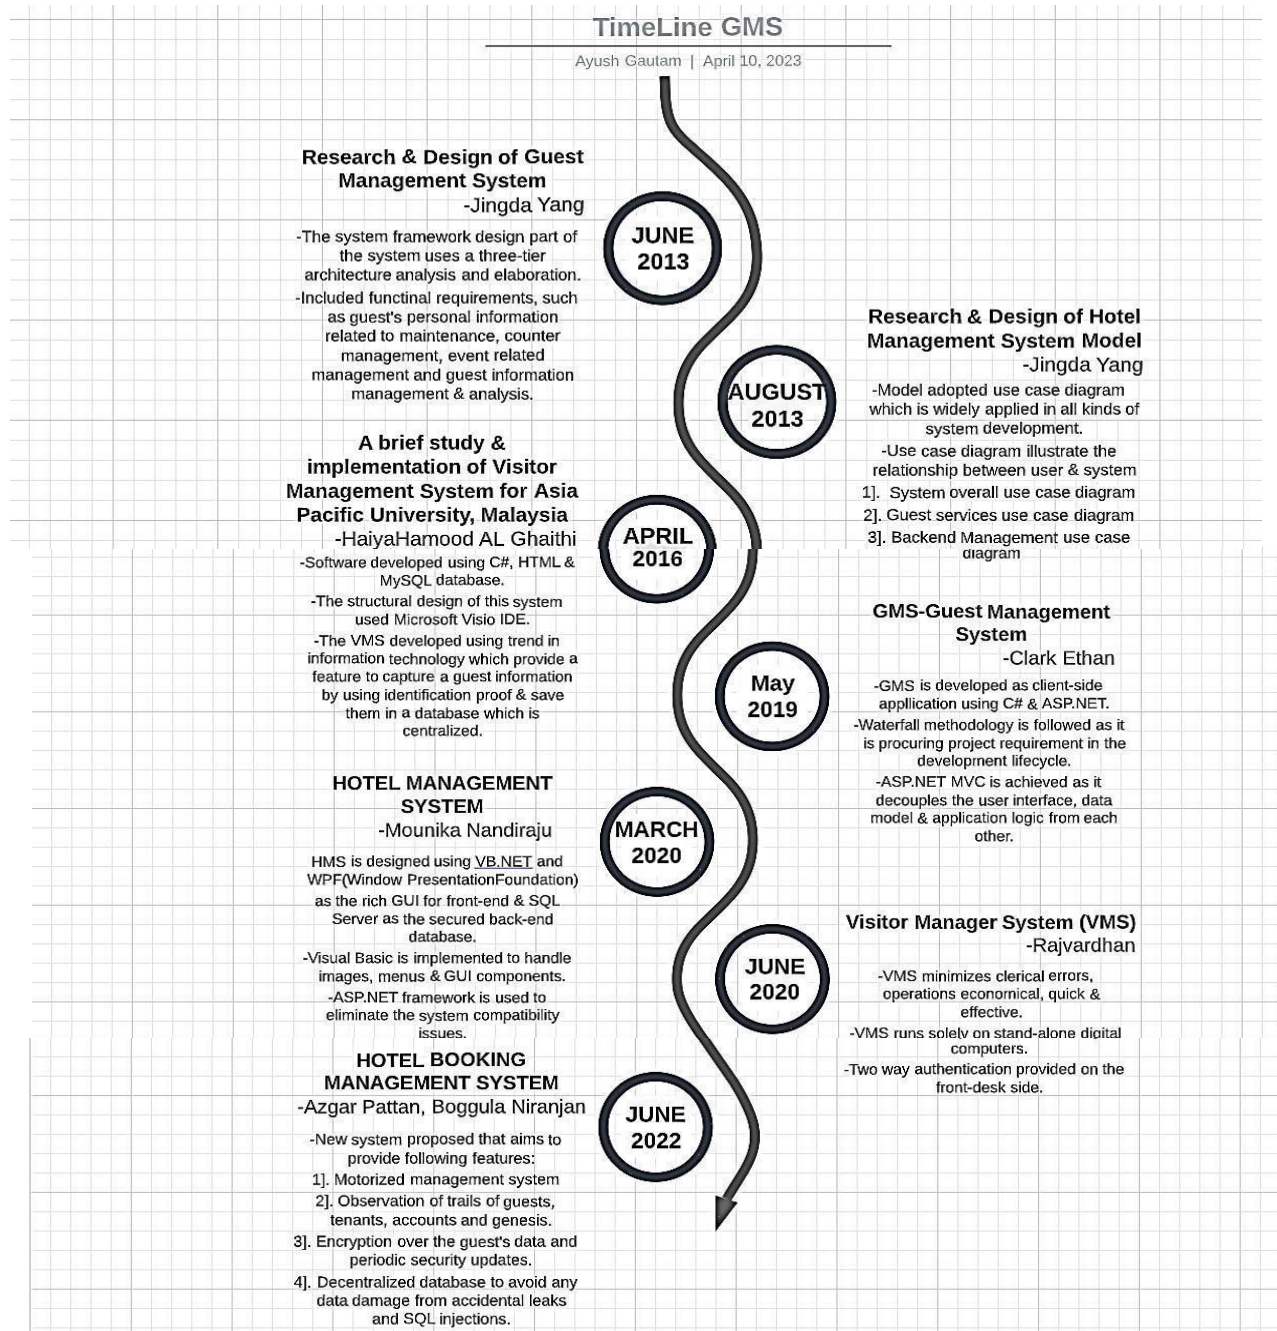 TimeLine GMS
Ayush Gautam | April 10, 2023
Research & Design of Guest
Management System
-Jingda Yang
-The system framework design part of
the system uses a three-tier
architecture analysis and elaboration.
-Included functinal requirements, such
as guest's personal information
related to maintenance, counter
management, event related
management and guest information
management & analysis.
JUNE
2013
Research & Design of Hotel
Management System Model
-Jingda Yang
-Model adopted use case diagram
which is widely applied in all kinds of
system development.
-Use case diagram illustrate the
relationship between user & system
1]. System overall use case diagram
2]. Guest services use case diagram
3]. Backend Management use case
diagram
AUGUST
2013
A brief study &
implementation of Visitor
Management System for Asia
Pacific University, Malaysia
-HaiyaHamood AL Ghaithi
-Software developed using C#, HTML &
MySQL database.
-The structural design of this system
used Microsoft Visio IDE.
-The VMS developed using trend in
information technology which provide a
feature to capture a guest information
by using identification proof & save
them in a database which is
centralized.
APRIL
2016
GMS-Guest Management
System
-Clark Ethan
-GMS is developed as client-side
appllication using C# & ASP.NET.
-Waterfall methodology is followed as it
is procuring project requirement in the
development lifecycle.
-ASP.NET MVC is achieved as it
decouples the user interface, data
model & application logic from each
other.
May
2019
HOTEL MANAGEMENT
SYSTEM
-Mounika Nandiraju
HMS is designed using VB.NET and
WPF(Window PresentationFoundation)
as the rich GUI for front-end & SQL
Server as the secured back-end
database.
-Visual Basic is implemented to handle
images, menus & GUI components.
-ASP.NET framework is used to
eliminate the system compatibility
issues.
MARCH
2020
Visitor Manager System (VMS)
-Rajvardhan
-VMS minimizes clerical errors,
operations economical, quick &
effective.
-VMS runs solely on stand-alone digital
computers.
-Two way authentication provided on the
front-desk side.
JUNE
2020
HOTEL BOOKING
MANAGEMENT SYSTEM
-Azgar Pattan, Boggula Niranjan
-New system proposed that aims to
provide following features:
1]. Motorized management system
2]. Observation of trails of guests,
tenants, accounts and genesis.
3]. Encryption over the guest's data and
periodic security updates.
4]. Decentralized database to avoid any
data damage from accidental leaks
and SQL injections.
JUNE
2022